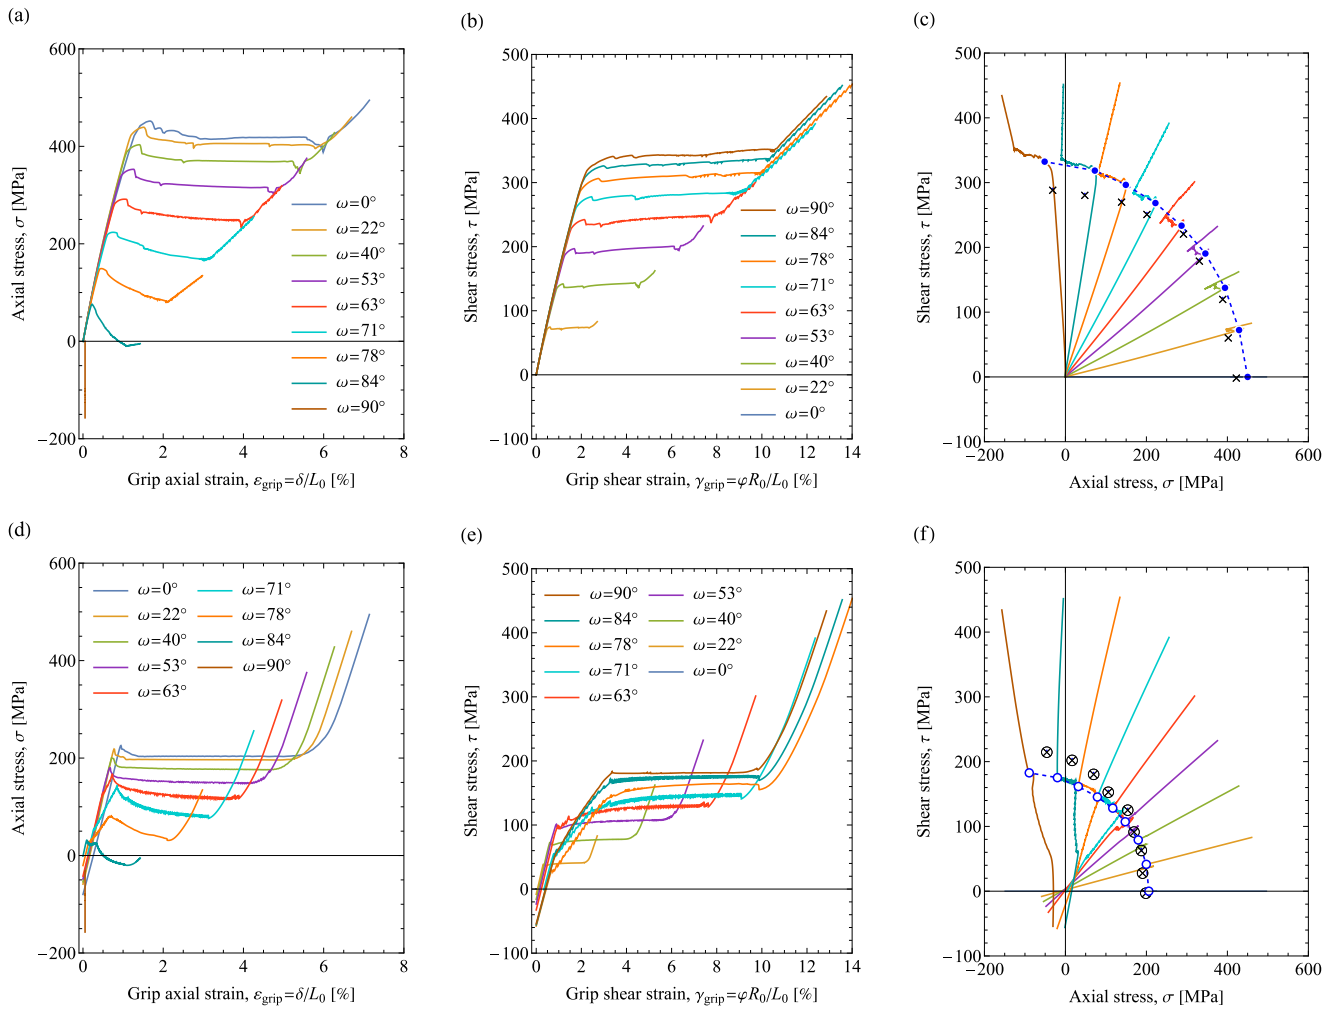 (a)
600
400
200
0
−200
0
2
4
6
8
Axial stress, σ [MPa]
Grip axial strain, εgrip=δ/L0 [%]
ω=0°
ω=22°
ω=40°
ω=53°
ω=63°
ω=71°
ω=78°
ω=84°
ω=90°
(b)
500
400
300
200
100
0
−100
0
2
4
6
8
10
12
14
Shear stress, τ [MPa]
Grip shear strain, γgrip=φR0/L0 [%]
ω=90°
ω=84°
ω=78°
ω=71°
ω=63°
ω=53°
ω=40°
ω=22°
ω=0°
(c)
500
400
300
200
100
0
−100
−200
0
200
400
600
Shear stress, τ [MPa]
Axial stress, σ [MPa]
(d)
600
400
200
0
−200
0
2
4
6
8
Axial stress, σ [MPa]
Grip axial strain, εgrip=δ/L0 [%]
ω=0°
ω=22°
ω=40°
ω=53°
ω=63°
ω=71°
ω=78°
ω=84°
ω=90°
(e)
500
400
300
200
100
0
−100
0
2
4
6
8
10
12
14
Shear stress, τ [MPa]
Grip shear strain, γgrip=φR0/L0 [%]
ω=90°
ω=84°
ω=78°
ω=71°
ω=63°
ω=53°
ω=40°
ω=22°
ω=0°
(f)
500
400
300
200
100
0
−100
−200
0
200
400
600
Shear stress, τ [MPa]
Axial stress, σ [MPa]